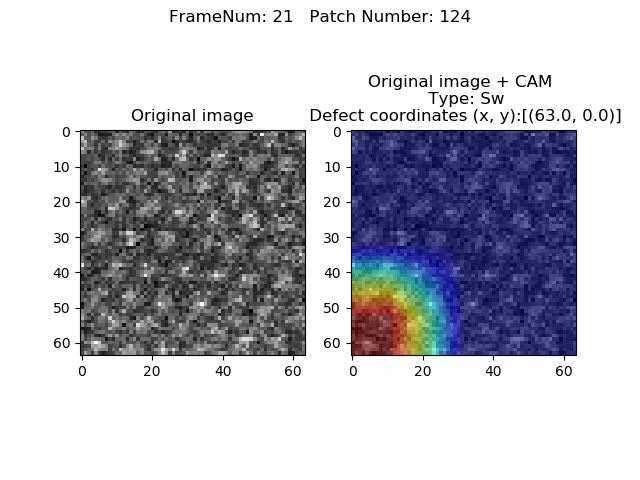 FrameNum: 21   Patch Number: 124
Original image
0
10
20
30
40
50
60
0 20 40 60
Original image + CAM
Type: Sw
Defect coordinates (x, y):[(63.0, 0.0)]
0
10
20
30
40
50
60
0 20 40 60